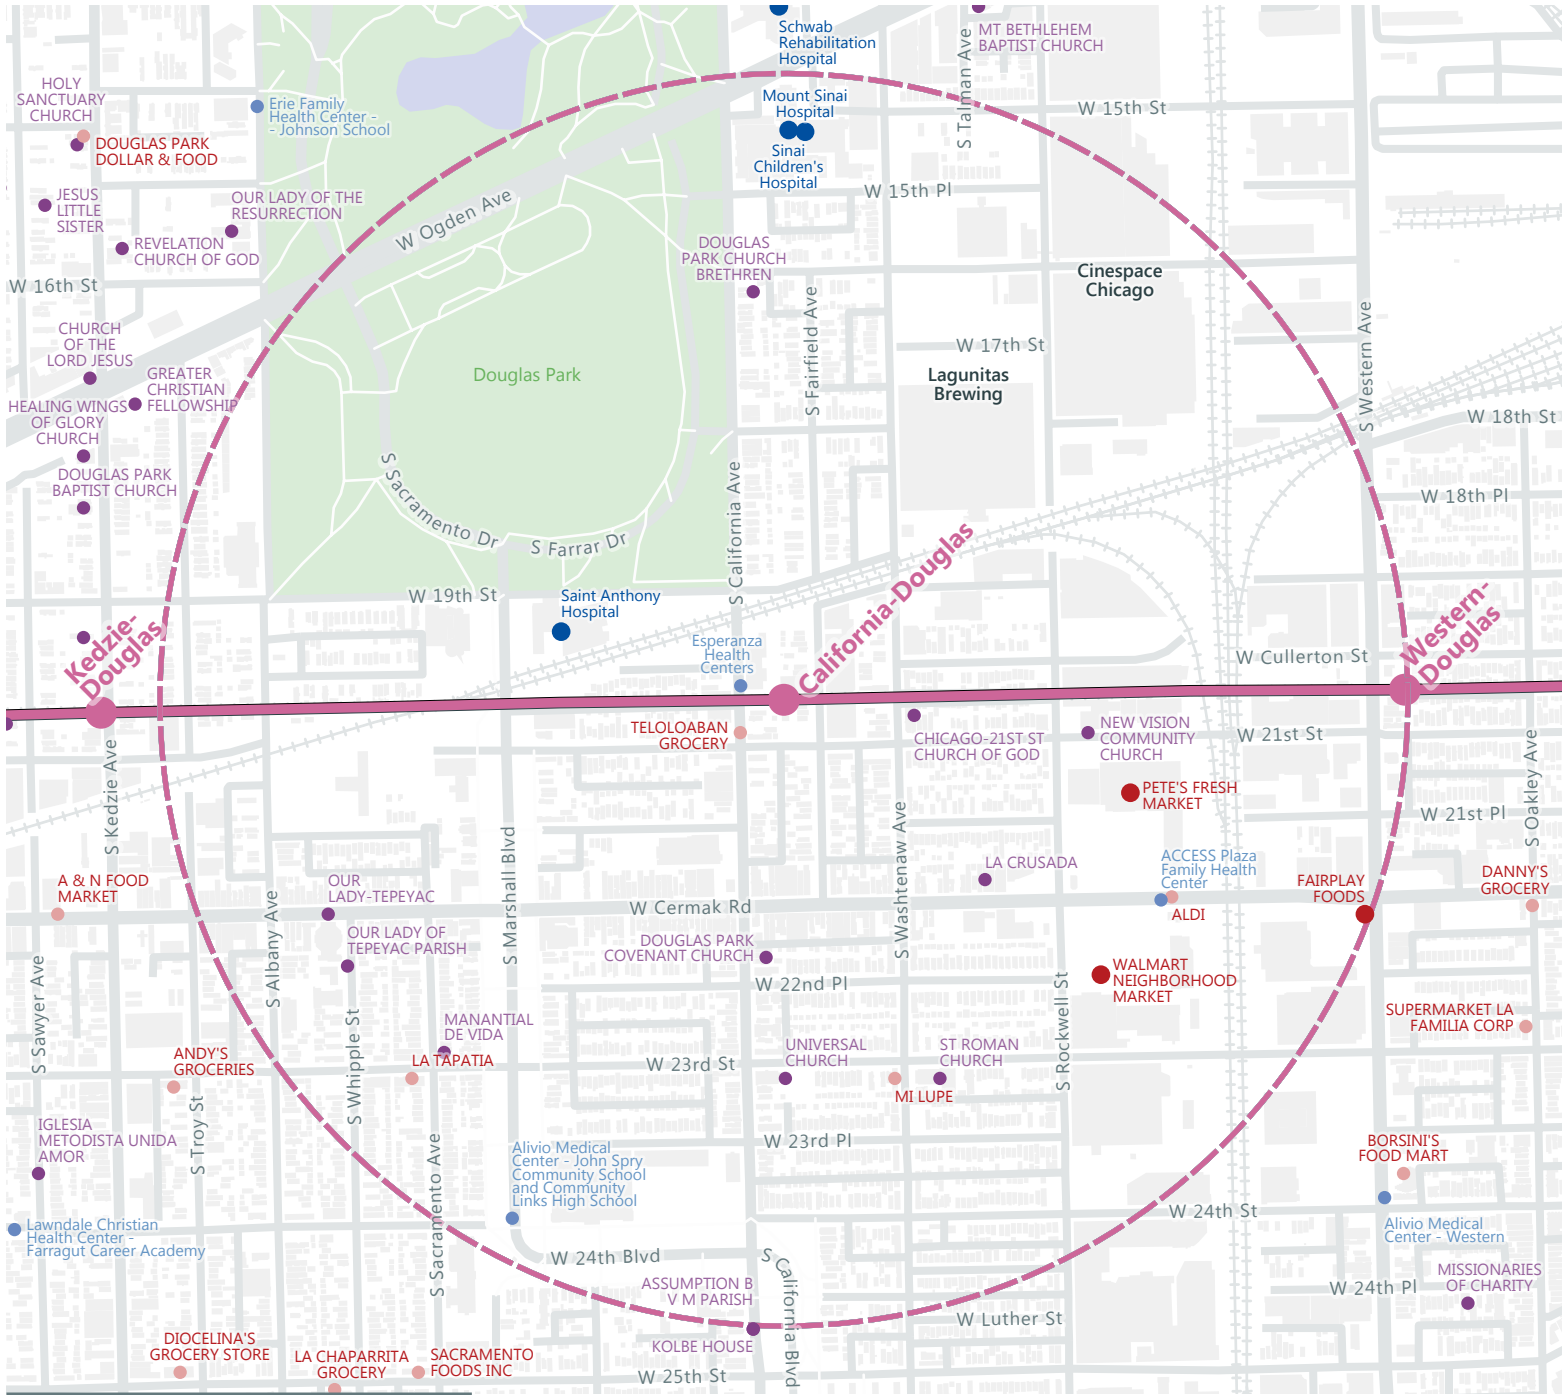 Schwab
Rehabilitation
Hospital
S Talman Ave
MT BETHLEHEM
BAPTIST CHURCH
HOLY
SANCTUARY
CHURCH
DOUGLAS PARK
DOLLAR & FOOD
Erie Family
Health Center -
- Johnson School
Mount Sinai
Hospital
Sinai
Children's
Hospital
W 15th St
W 15th Pl
JESUS
LITTLE
SISTER
OUR LADY OF THE
RESURRECTION
REVELATION
CHURCH OF GOD
W Ogden Ave
DOUGLAS
PARK CHURCH
BRETHREN
Cinespace
Chicago
W 16th St
S Fairfield Ave
S Western Ave
CHURCH
OF THE
LORD JESUS
GREATER
CHRISTIAN
FELLOWSHIP
W 17th St
Douglas Park
Lagunitas
Brewing
HEALING WINGS
OF GLORY
CHURCH
W 18th St
DOUGLAS PARK
BAPTIST CHURCH
S Sacramento Dr
S Farrar Dr
S California Ave
W 18th Pl
W 19th St
Saint Anthony
Hospital
California-Douglas
Kedzie-
Douglas
Western-
Douglas
Esperanza
Health
Centers
W Cullerton St
TELOLOABAN
GROCERY
CHICAGO-21ST ST
CHURCH OF GOD
NEW VISION
COMMUNITY
CHURCH
W 21st St
S Kedzie Ave
S Oakley Ave
PETE'S FRESH
MARKET
W 21st Pl
S Marshall Blvd
S Washtenaw Ave
LA CRUSADA
ACCESS Plaza
Family Health
Center
ALDI
FAIRPLAY
FOODS
DANNY'S
GROCERY
A & N FOOD
MARKET
OUR
LADY-TEPEYAC
W Cermak Rd
S Albany Ave
OUR LADY OF
TEPEYAC PARISH
DOUGLAS PARK
COVENANT CHURCH
W 22nd Pl
WALMART
NEIGHBORHOOD
MARKET
S Sawyer Ave
S Rockwell St
SUPERMARKET LA
FAMILIA CORP
MANANTIAL
DE VIDA
LA TAPATIA
S Whipple St
ANDY'S
GROCERIES
W 23rd St
UNIVERSAL
CHURCH
ST ROMAN
CHURCH
MI LUPE
S Troy St
IGLESIA
METODISTA UNIDA
AMOR
S Sacramento Ave
Alivio Medical
Center - John Spry
Community School
and Community
Links High School
W 23rd Pl
BORSINI'S
FOOD MART
W 24th St
Alivio Medical
Center - Western
Lawndale Christian
Health Center -
Farragut Career Academy
W 24th Blvd
S California Blvd
ASSUMPTION B
V M PARISH
KOLBE HOUSE
MISSIONARIES
OF CHARITY
W 24th Pl
W Luther St
DIOCELINA'S
GROCERY STORE
LA CHAPARRITA
GROCERY
SACRAMENTO
FOODS INC
W 25th St